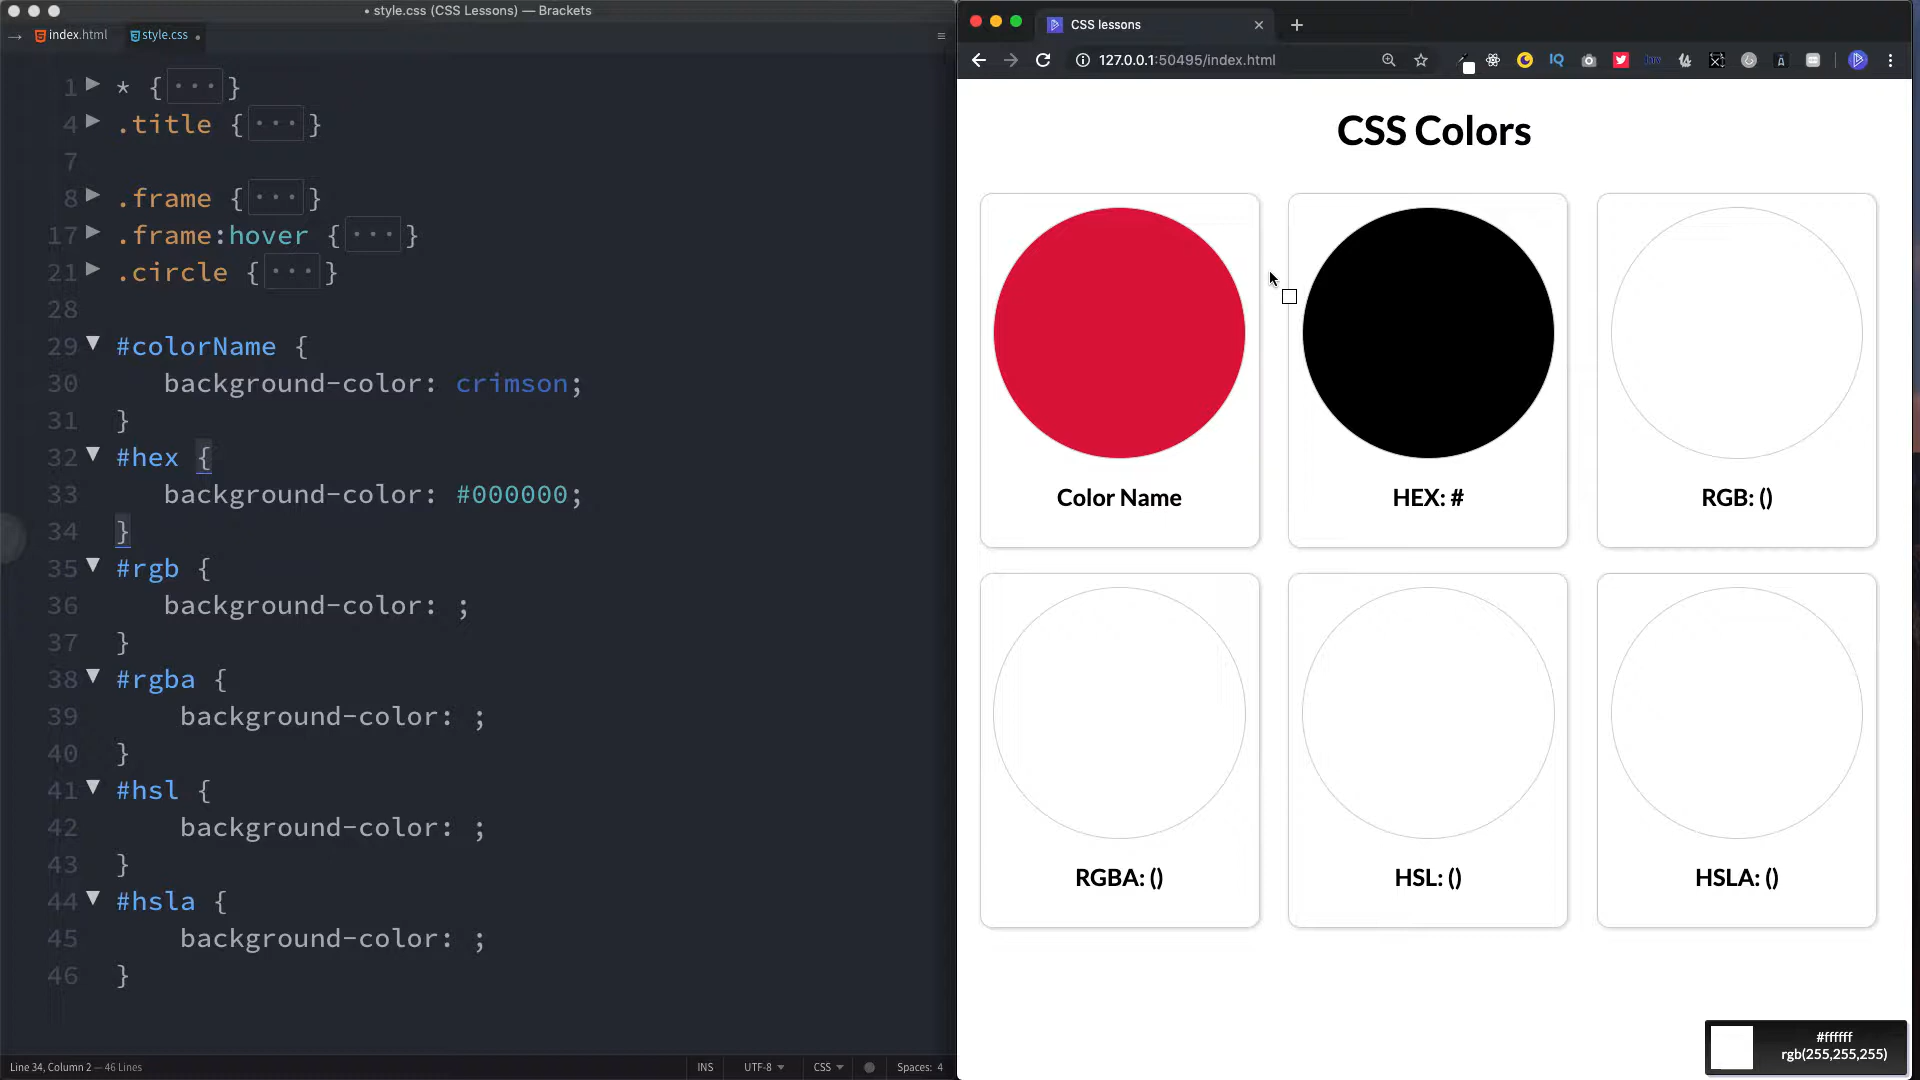 • style.css (CSS Lessons) — Brackets
index.html
style.css •
1 * {···}
4 .title {···}
7
8 .frame {···}
17 .frame:hover {···}
21 .circle {···}
28
29 #colorName {
30 background-color: crimson;
31 }
32 #hex {
33 background-color: #000000;
34 }
35 #rgb {
36 background-color: ;
37 }
38 #rgba {
39 background-color: ;
40 }
41 #hsl {
42 background-color: ;
43 }
44 #hsla {
45 background-color: ;
46 }
Line 34, Column 2 — 46 Lines
INS
UTF-8
CSS
Spaces: 4
CSS lessons
127.0.0.1:50495/index.html
IQ
CSS Colors
Color Name
HEX: #
RGB: ()
RGBA: ()
HSL: ()
HSLA: ()
#ffffff
rgb(255,255,255)